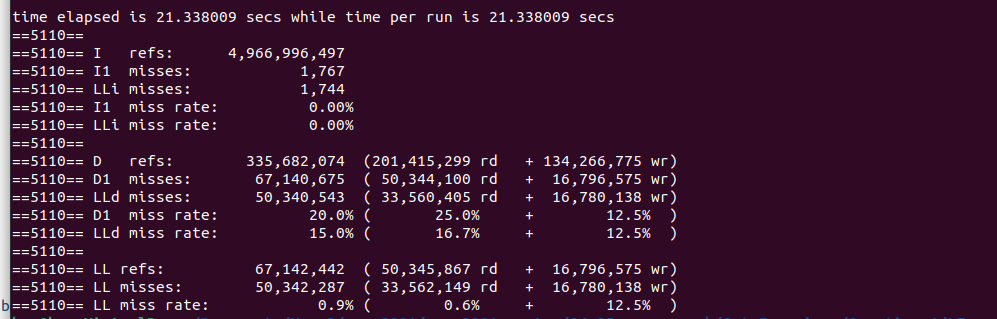 time elapsed is 21.338009 secs while time per run is 21.338009 secs
==5110==
==5110== I   refs:      4,966,996,497
==5110== I1  misses:            1,767
==5110== LLi misses:            1,744
==5110== I1  miss rate:          0.00%
==5110== LLi miss rate:          0.00%
==5110==
==5110== D   refs:        335,682,074  (201,415,299 rd   + 134,266,775 wr)
==5110== D1  misses:       67,140,675  ( 50,344,100 rd   +  16,796,575 wr)
==5110== LLd misses:       50,340,543  ( 33,560,405 rd   +  16,780,138 wr)
==5110== D1  miss rate:          20.0% (       25.0%     +        12.5%  )
==5110== LLd miss rate:          15.0% (       16.7%     +        12.5%  )
==5110==
==5110== LL refs:          67,142,442  ( 50,345,867 rd   +  16,796,575 wr)
==5110== LL misses:        50,342,287  ( 33,562,149 rd   +  16,780,138 wr)
b==5110== LL miss rate:            0.9% (        0.6%     +        12.5%  )